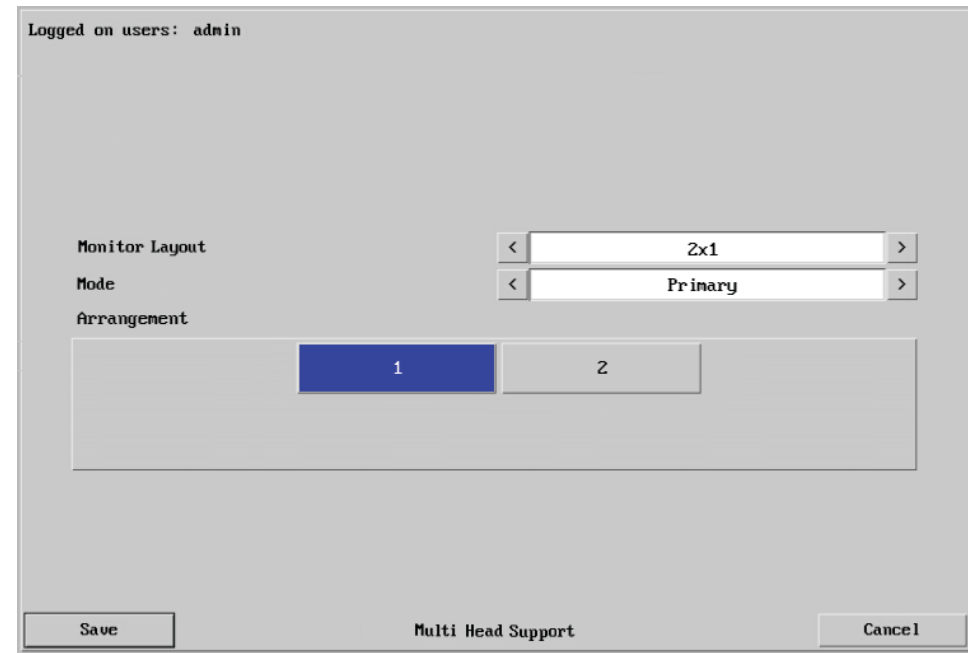 Logged on users: admin
Monitor Layout < 2x1 >
Mode < Primary >
Arrangement
1 2
Save Multi Head Support Cancel